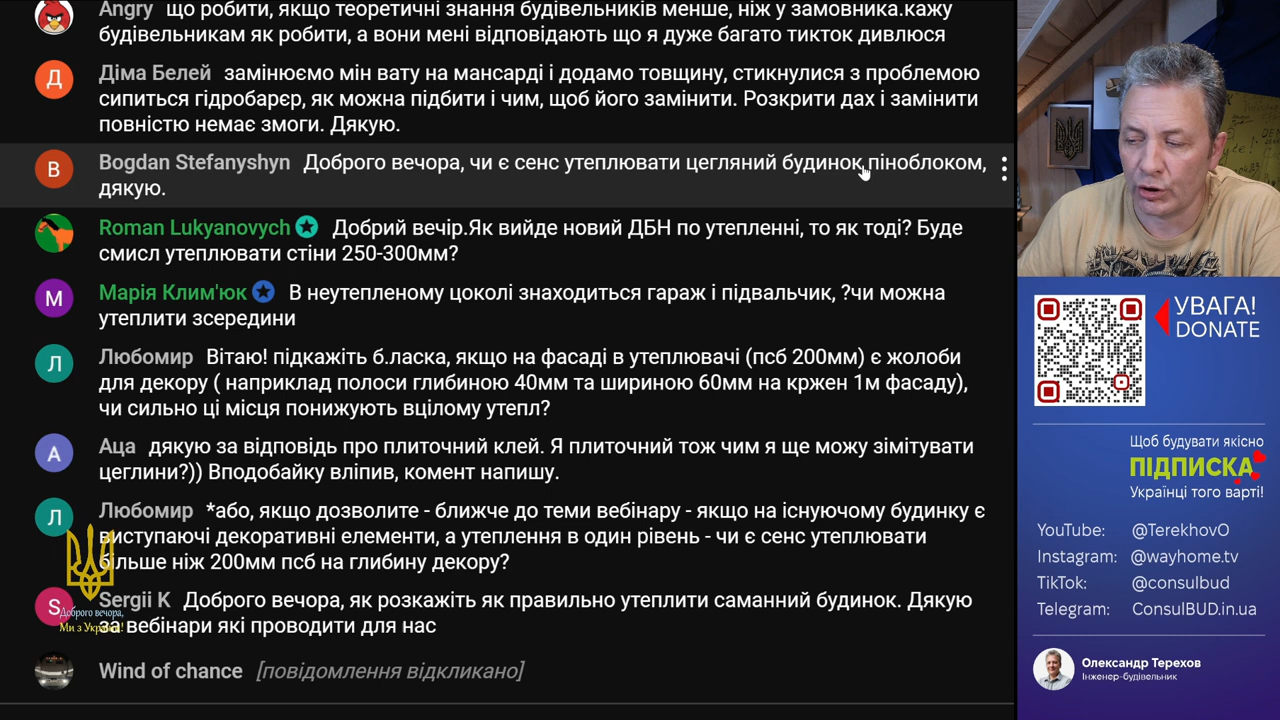 Angry що робити, якщо теоретичні знання будівельників менше, ніж у замовника.кажу
будівельникам як робити, а вони мені відповідають що я дуже багато тикток дивлюся
Д Діма Белей замінюємо мін вату на мансарді і додамо товщину, стикнулися з проблемою
сипиться гідробарєр, як можна підбити і чим, щоб його замінити. Розкрити дах і замінити
повністю немає змоги. Дякую.
B Bogdan Stefanyshyn Доброго вечора, чи є сенс утеплювати цегляний будинок піноблоком,
дякую.
Roman Lukyanovych Добрий вечір.Як вийде новий ДБН по утепленні, то як тоді? Буде
смисл утеплювати стіни 250-300мм?
М Марія Клим'юк В неутепленому цоколі знаходиться гараж і підвальчик, ?чи можна
утеплити зсередини
Л Любомир Вітаю! підкажіть б.ласка, якщо на фасаді в утеплювачі (псб 200мм) є жолоби
для декору ( наприклад полоси глибиною 40мм та шириною 60мм на кржен 1м фасаду),
чи сильно ці місця понижують вцілому утепл?
А Аца дякую за відповідь про плиточний клей. Я плиточний тож чим я ще можу зімітувати
цеглини?)) Вподобайку вліпив, комент напишу.
Л Любомир *або, якщо дозволите - ближче до теми вебінару - якщо на існуючому будинку є
виступаючі декоративні елементи, а утеплення в один рівень - чи є сенс утеплювати
більше ніж 200мм псб на глибину декору?
S Sergii K Доброго вечора, як розкажіть як правильно утеплити саманний будинок. Дякую
за вебінари які проводити для нас
Доброго вечора,
Ми з України!
Wind of chance [повідомлення відкликано]
УВАГА!
DONATE
Щоб будувати якісно
ПІДПИСКА
Українці того варті!
YouTube: @TerekhovO
Instagram: @wayhome.tv
TikTok: @consulbud
Telegram: ConsulBUD.in.ua
Олександр Терехов
Інженер-будівельник